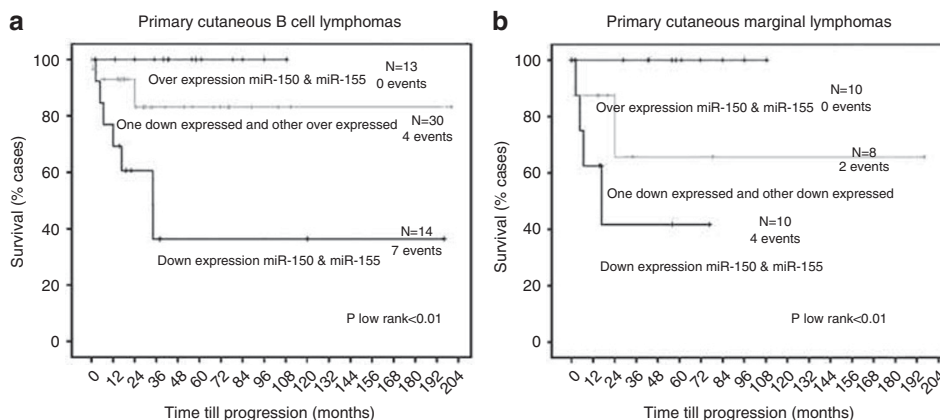 a
Primary cutaneous B cell lymphomas
100
80
60
40
20
0
Survival (% cases)
Over expression miR-150 & miR-155
N=13
0 events
One down expressed and other over expressed
N=30
4 events
N=14
7 events
Down expression miR-150 & miR-155
P low rank<0.01
0 12 24 36 48 60 72 84 96 108 120 132 144 156 168 180 192 204
Time till progression (months)
b
Primary cutaneous marginal lymphomas
100
80
60
40
20
0
Survival (% cases)
Over expression miR-150 & miR-155
N=10
0 events
N=8
2 events
One down expressed and other down expressed
N=10
4 events
Down expression miR-150 & miR-155
P low rank<0.01
0 12 24 36 48 60 72 84 96 108 120 132 144 156 168 180 192 204
Time till progression (months)